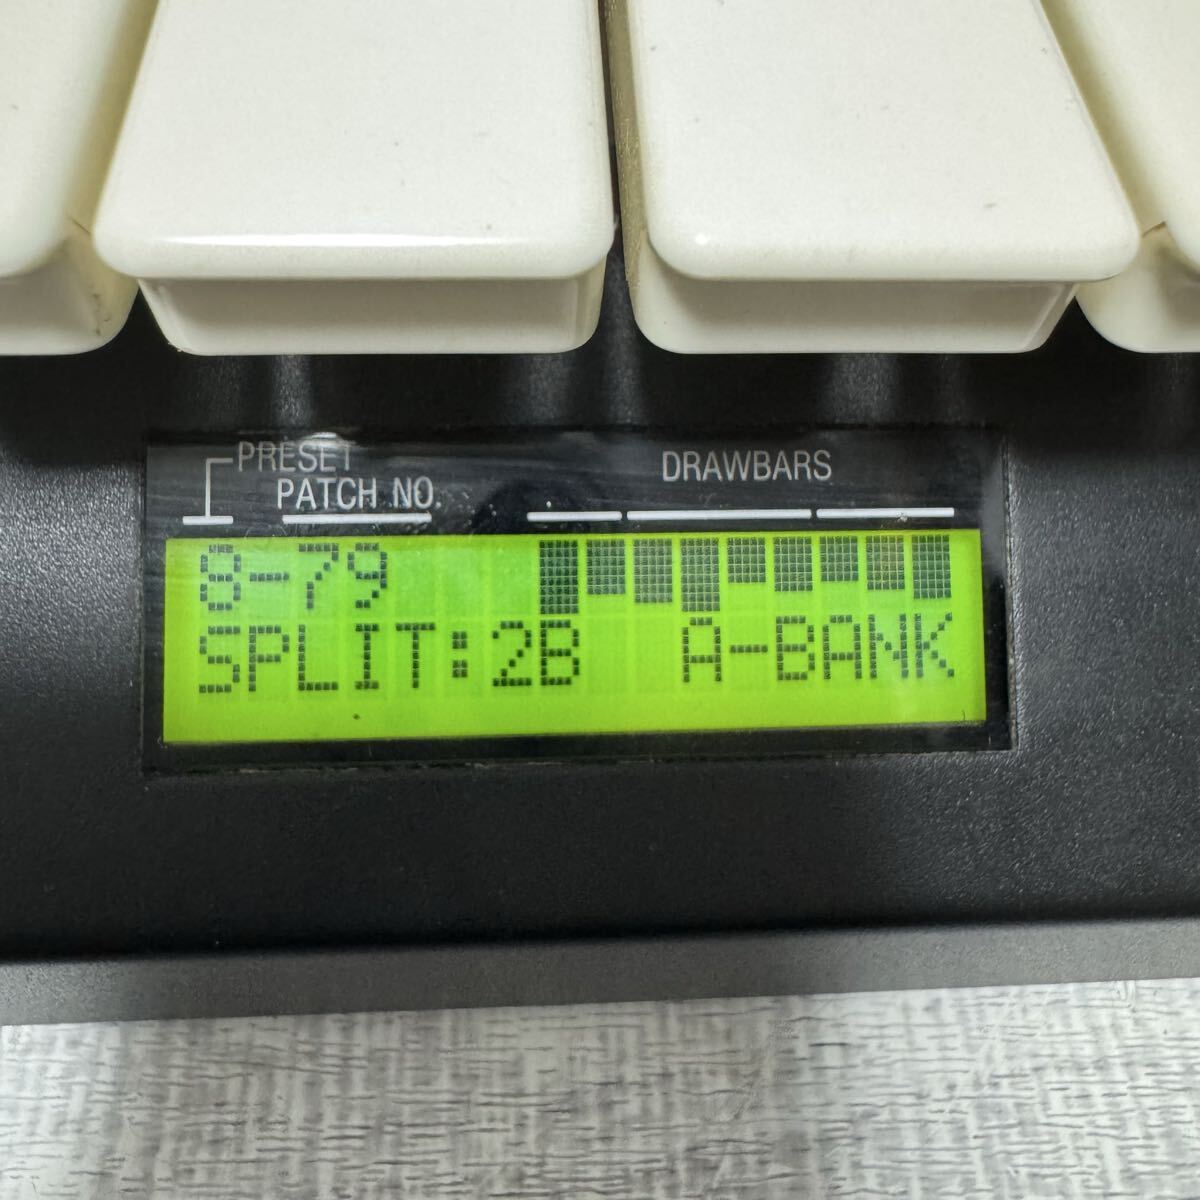 PRESET
PATCH NO.
DRAWBARS
8-79
SPLIT:2B A-BANK